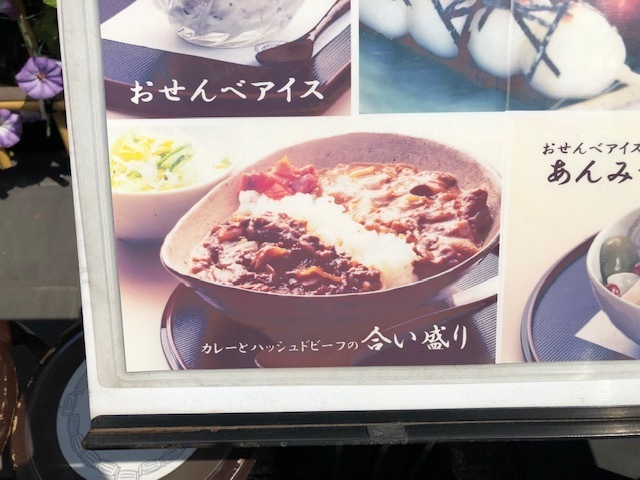 おせんべアイス
おせんべアイス
あんみ
カレーとハッシュドビーフの合い盛り